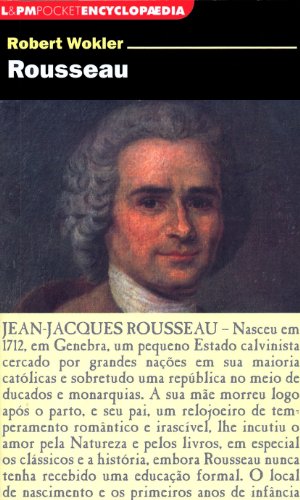 L&PM POCKET ENCYCLOPÆDIA
Robert Wokler
Rousseau
JEAN-JACQUES ROUSSEAU – Nasceu em
1712, em Genebra, um pequeno Estado calvinista
cercado por grandes nações em sua maioria
católicas e sobretudo uma república no meio de
ducados e monarquias. A sua mãe morreu logo
após o parto, e seu pai, um relojoeiro de tem-
peramento romântico e irascível, lhe incutiu o
amor pela Natureza e pelos livros, em especial
os clássicos e a história, embora Rousseau nunca
tenha recebido uma educação formal. O local
de nascimento e os primeiros anos de infânc